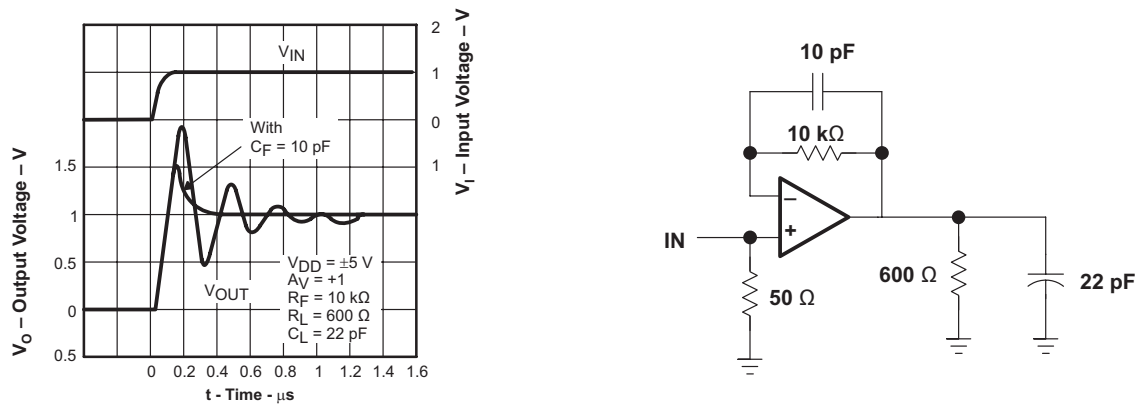 2
V_IN
1
With
C_F = 10 pF
0
1.5
1
1
0.5
V_OUT
V_DD = ±5 V
A_V = +1
R_F = 10 kΩ
R_L = 600 Ω
C_L = 22 pF
0
0.5
0 0.2 0.4 0.6 0.8 1 1.2 1.4 1.6
t - Time - μs
V_O – Output Voltage – V
V_I – Input Voltage – V
10 pF
10 kΩ
–
+
IN
50 Ω
600 Ω
22 pF